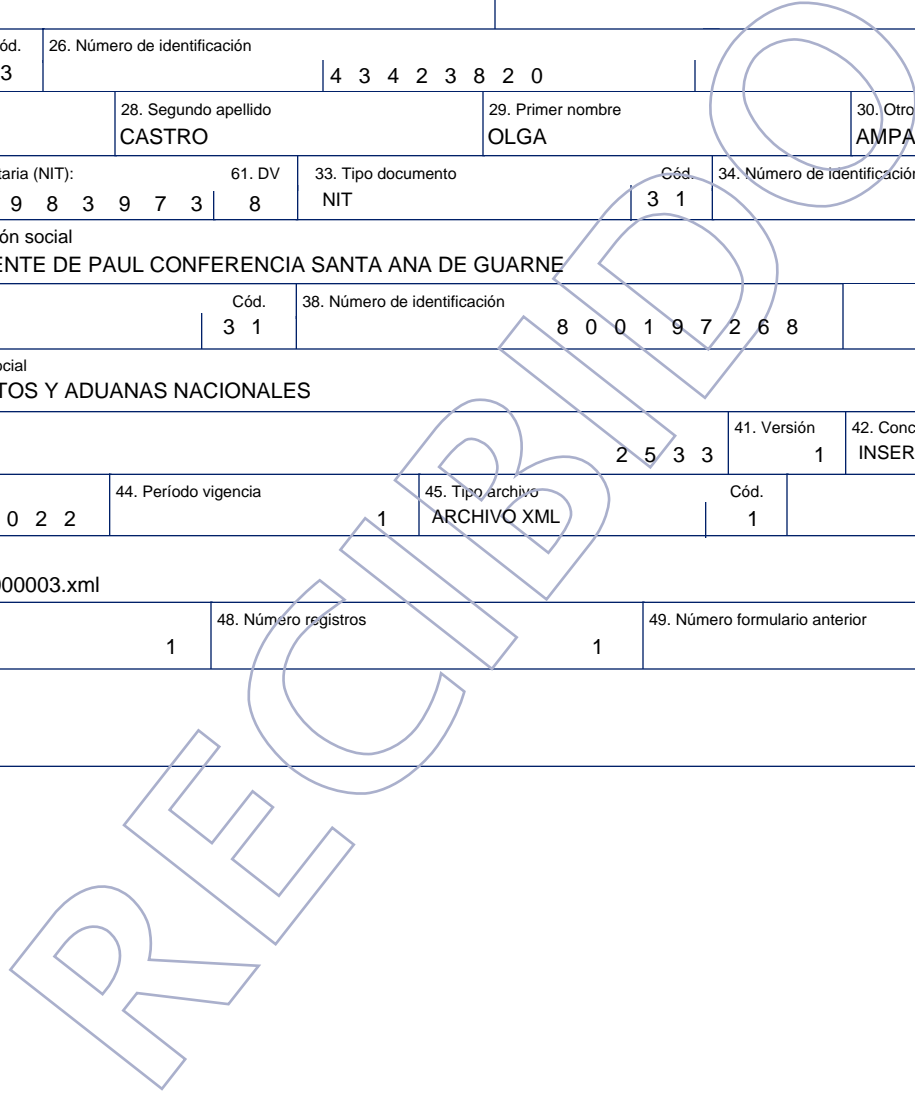 ód. 26. Número de identificación
3 4 3 4 2 3 8 2 0
28. Segundo apellido 29. Primer nombre 30. Otro
CASTRO OLGA AMPA
taria (NIT): 61. DV 33. Tipo documento Cód. 34. Número de identificación
9 8 3 9 7 3 8 NIT 3 1
ón social
ENTE DE PAUL CONFERENCIA SANTA ANA DE GUARNE
Cód. 38. Número de identificación
3 1 8 0 0 1 9 7 2 6 8
ocial
TOS Y ADUANAS NACIONALES
41. Versión 42. Conc
2 5 3 3 1 INSER
44. Período vigencia 45. Tipo archivo Cód.
0 2 2 1 ARCHIVO XML 1
000003.xml
48. Número registros 49. Número formulario anterior
1 1
RECIBIDO